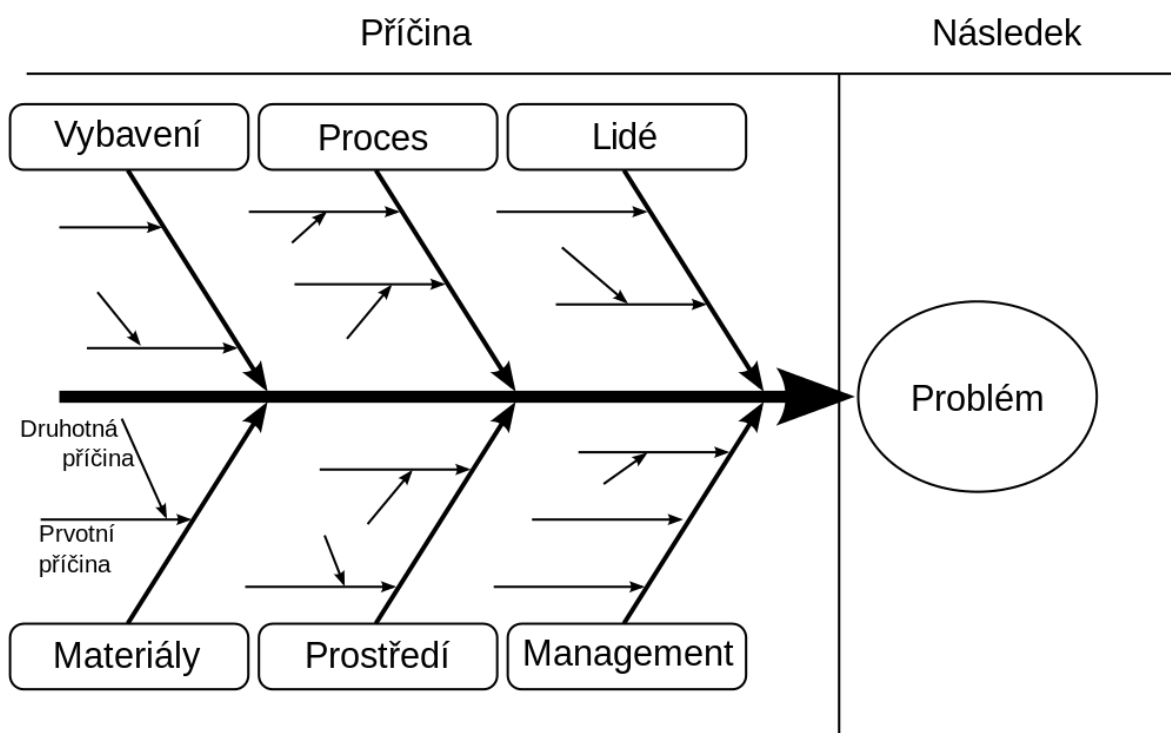 Příčina
Následek
Vybavení
Proces
Lidé
Problém
Druhotná
příčina
Prvotní
příčina
Materiály
Prostředí
Management